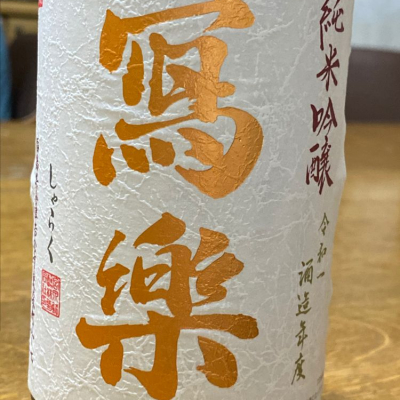 純米吟醸
令和一
酒造年度
寫樂
しゃらく